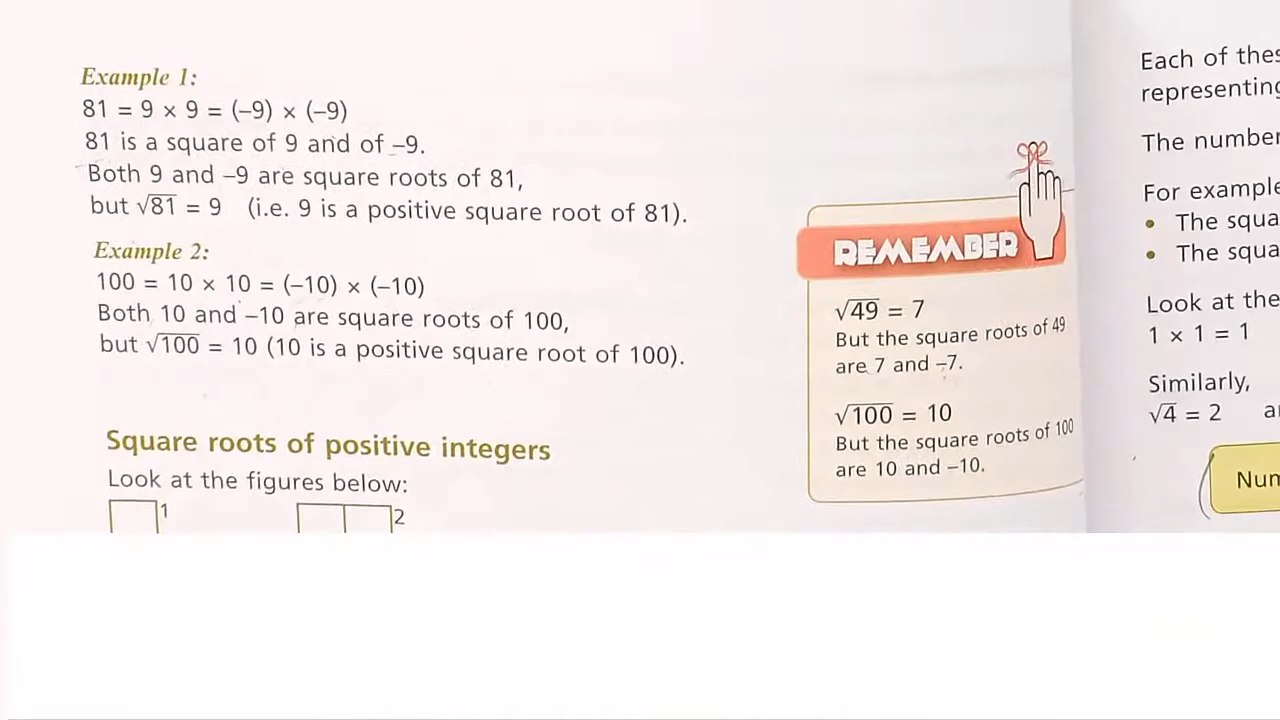 Example 1:
81 = 9 × 9 = (–9) × (–9)
81 is a square of 9 and of –9.
Both 9 and –9 are square roots of 81,
but √81 = 9 (i.e. 9 is a positive square root of 81).
Example 2:
100 = 10 × 10 = (–10) × (–10)
Both 10 and –10 are square roots of 100,
but √100 = 10 (10 is a positive square root of 100).
Square roots of positive integers
Look at the figures below:
1
2
REMEMBER
√49 = 7
But the square roots of 49
are 7 and –7.
√100 = 10
But the square roots of 100
are 10 and –10.
Each of
representing
The number
For example
• The
• The
Look at the
1 × 1 = 1
Similarly,
√4 = 2